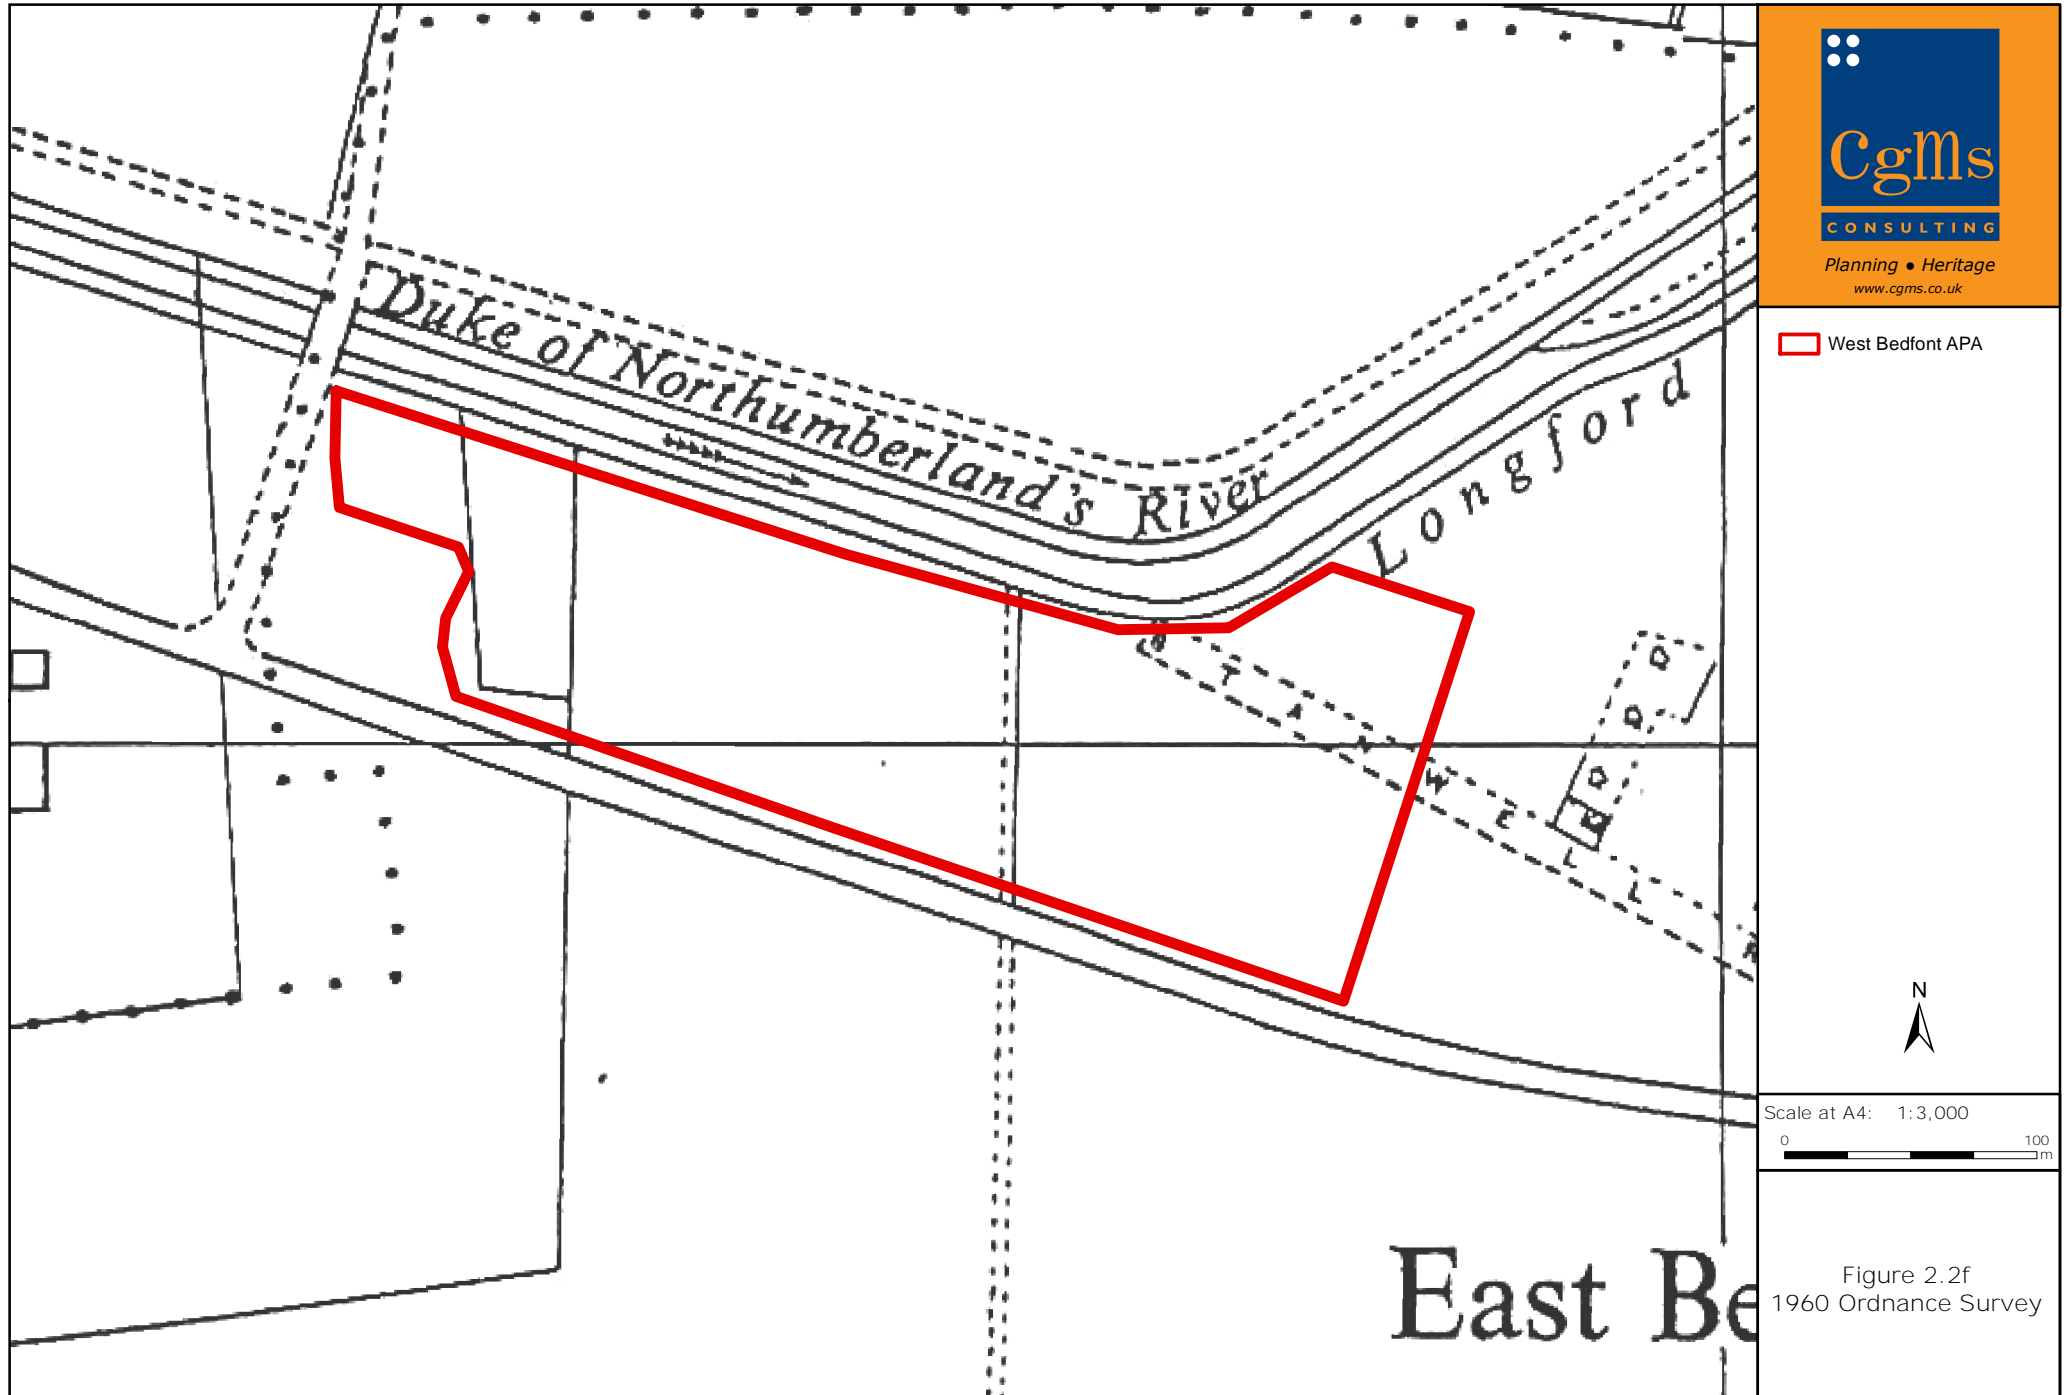 Duke of Northumberland's River
Longford
TANWELL R
East Be
CgMs
CONSULTING
Planning ● Heritage
www.cgms.co.uk
West Bedfont APA
N
Scale at A4: 1:3,000
0 100
m
Figure 2.2f
1960 Ordnance Survey